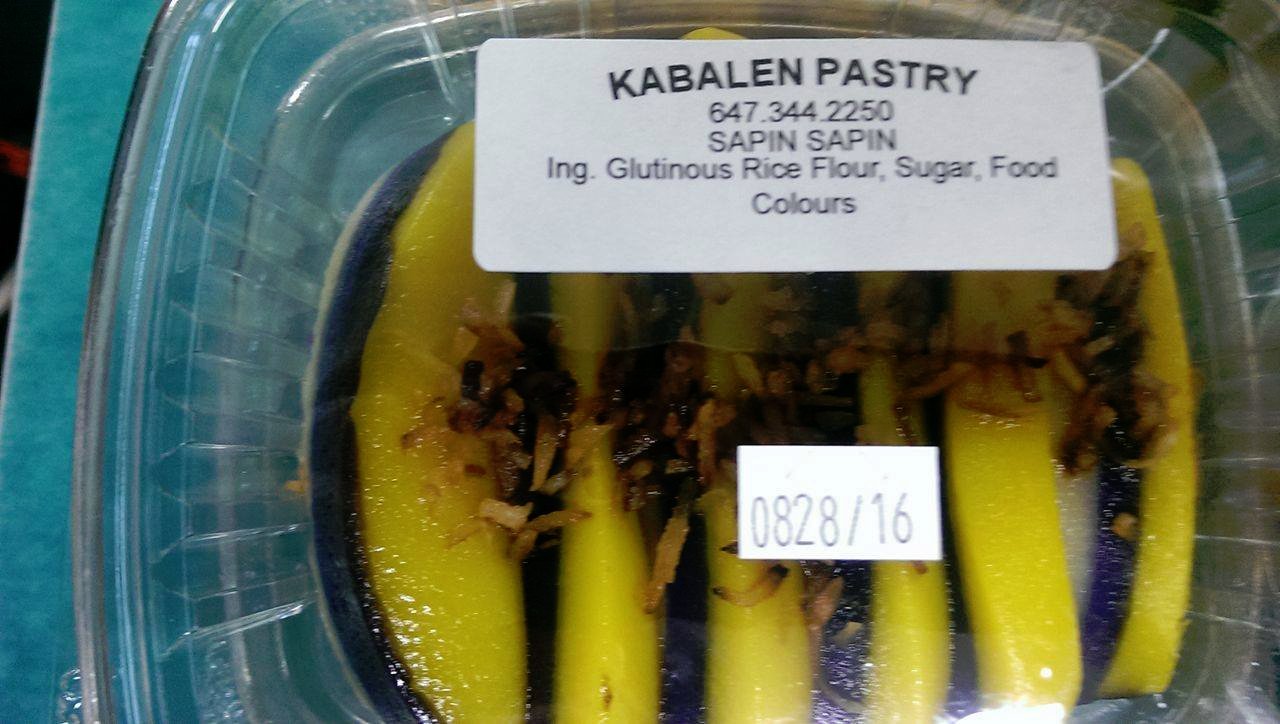 KABALEN PASTRY
647.344.2250
SAPIN SAPIN
Ing. Glutinous Rice Flour, Sugar, Food
Colours
0828/16